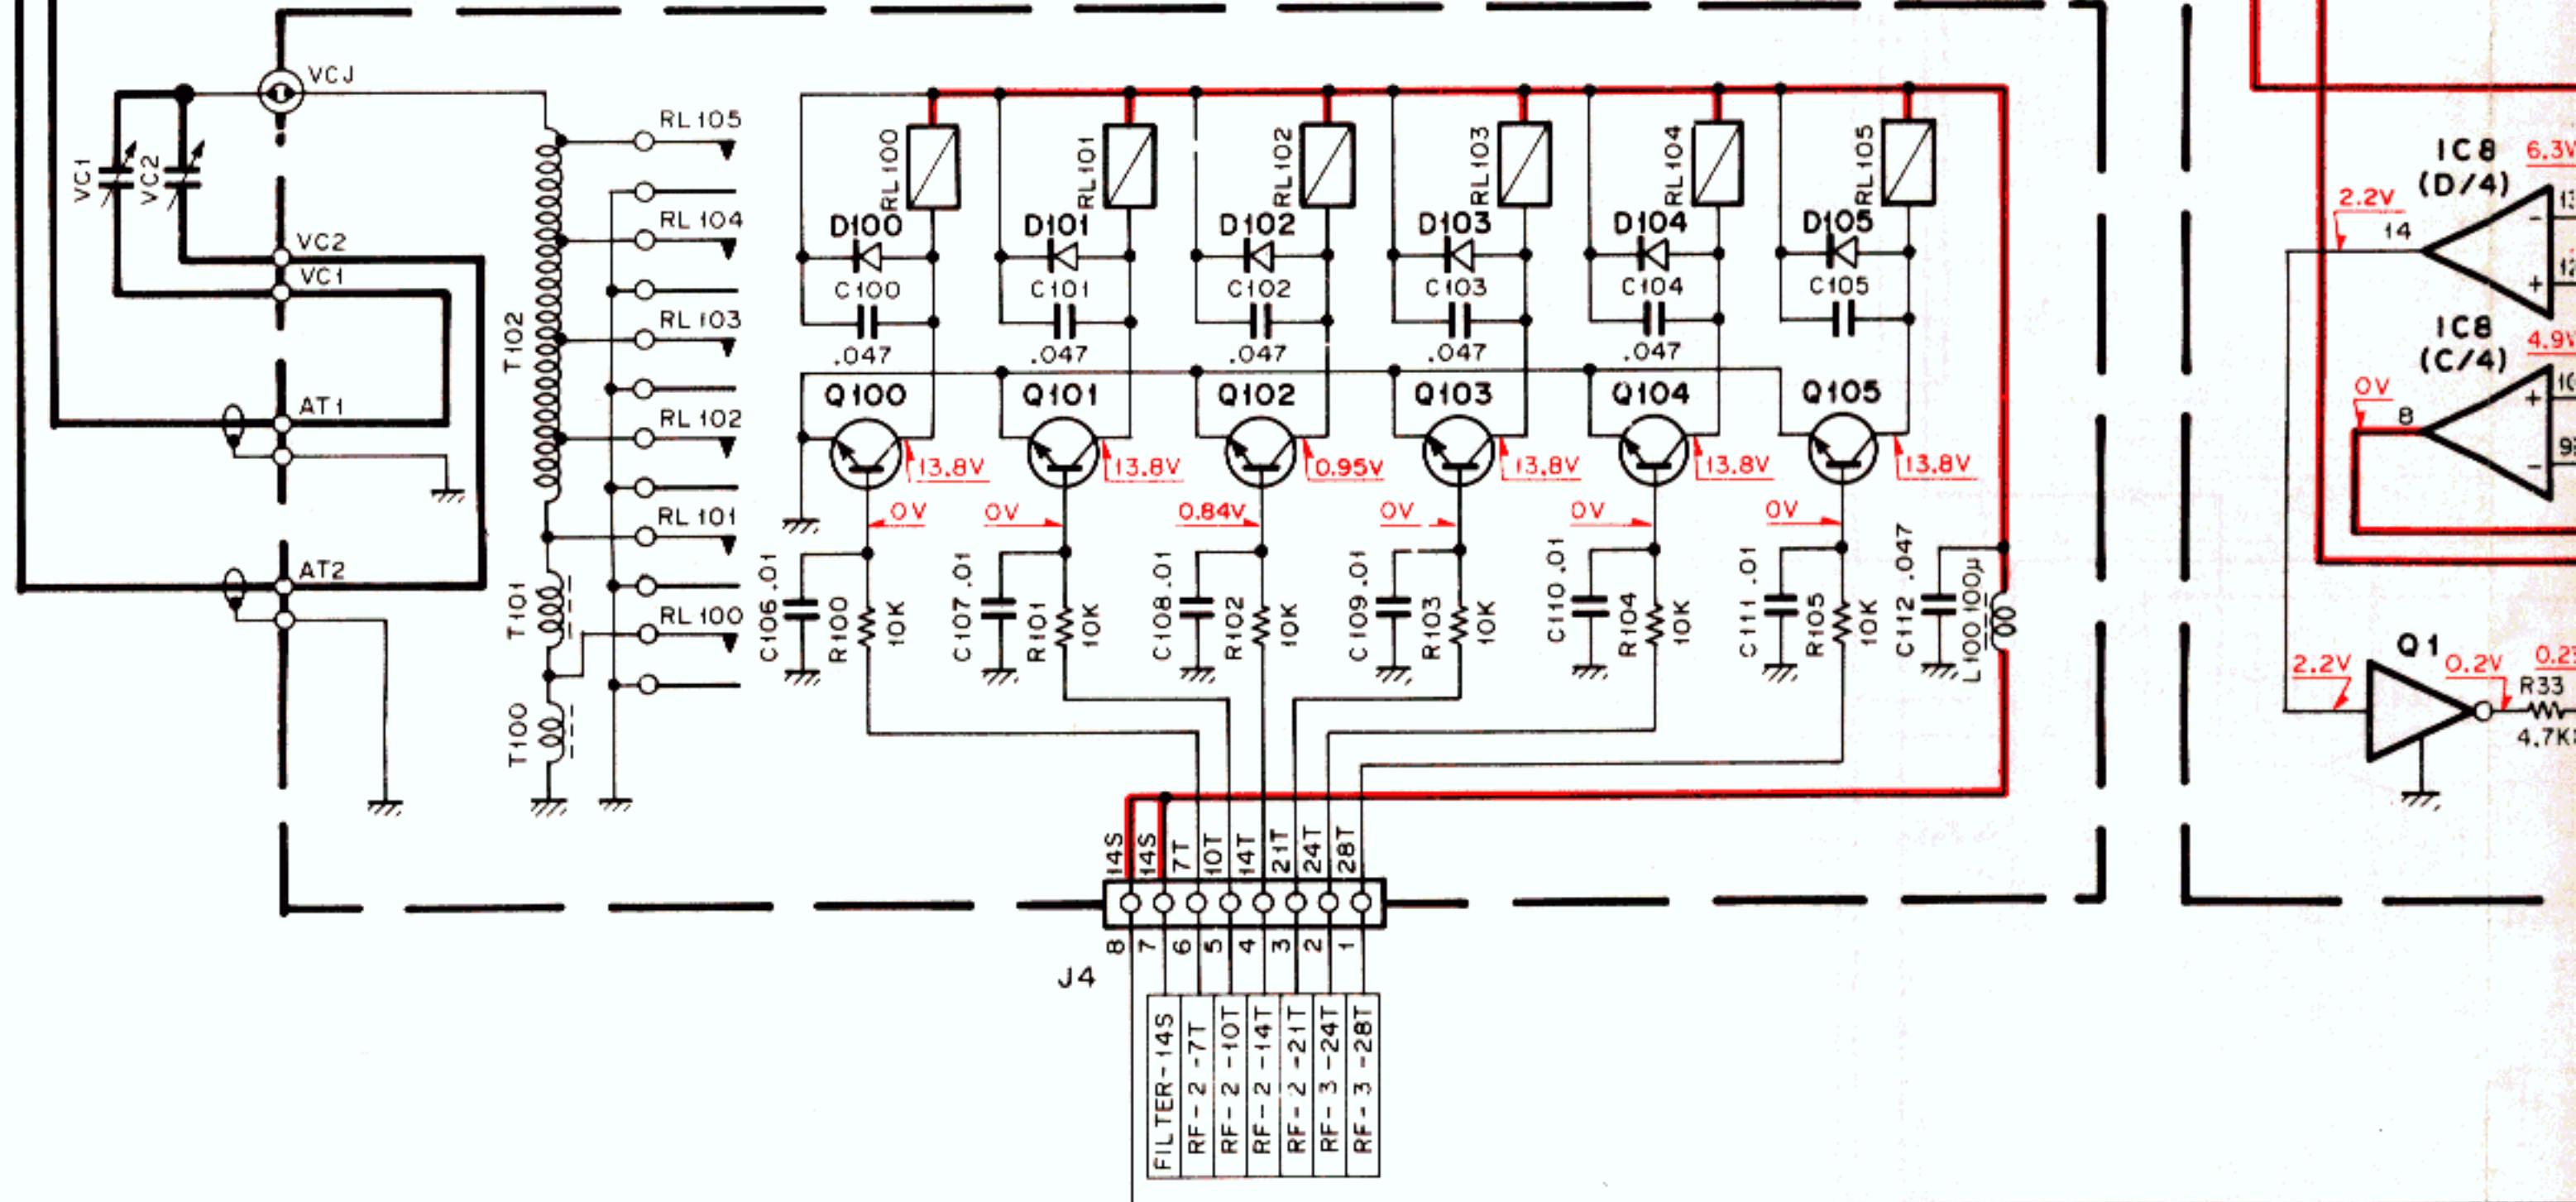 VCJ
VC1
VC2
VC2
VC1
AT1
AT2
T102
T101
T100
RL105
RL104
RL103
RL102
RL101
RL100
RL100
RL101
RL102
RL103
RL104
RL105
D100
D101
D102
D103
D104
D105
C100
C101
C102
C103
C104
C105
.047
.047
.047
.047
.047
Q100
Q101
Q102
Q103
Q104
Q105
13.8V
13.8V
0.95V
13.8V
13.8V
13.8V
0V
0V
0.84V
0V
0V
0V
C106 .01
R100
10K
C107 .01
R101
10K
C108 .01
R102
10K
C109 .01
R103
10K
C110 .01
R104
10K
C111 .01
R105
10K
C112 .047
L100 100μ
14S
14S
7T
10T
14T
21T
24T
28T
8
7
6
5
4
3
2
1
J4
FILTER-14S
RF-2-7T
RF-2-10T
RF-2-14T
RF-2-21T
RF-3-24T
RF-3-28T
IC8
(D/4)
6.3V
2.2V
14
-
+
IC8
(C/4)
4.9V
0V
8
+
-
Q1
2.2V
0.2V
R33
4.7K